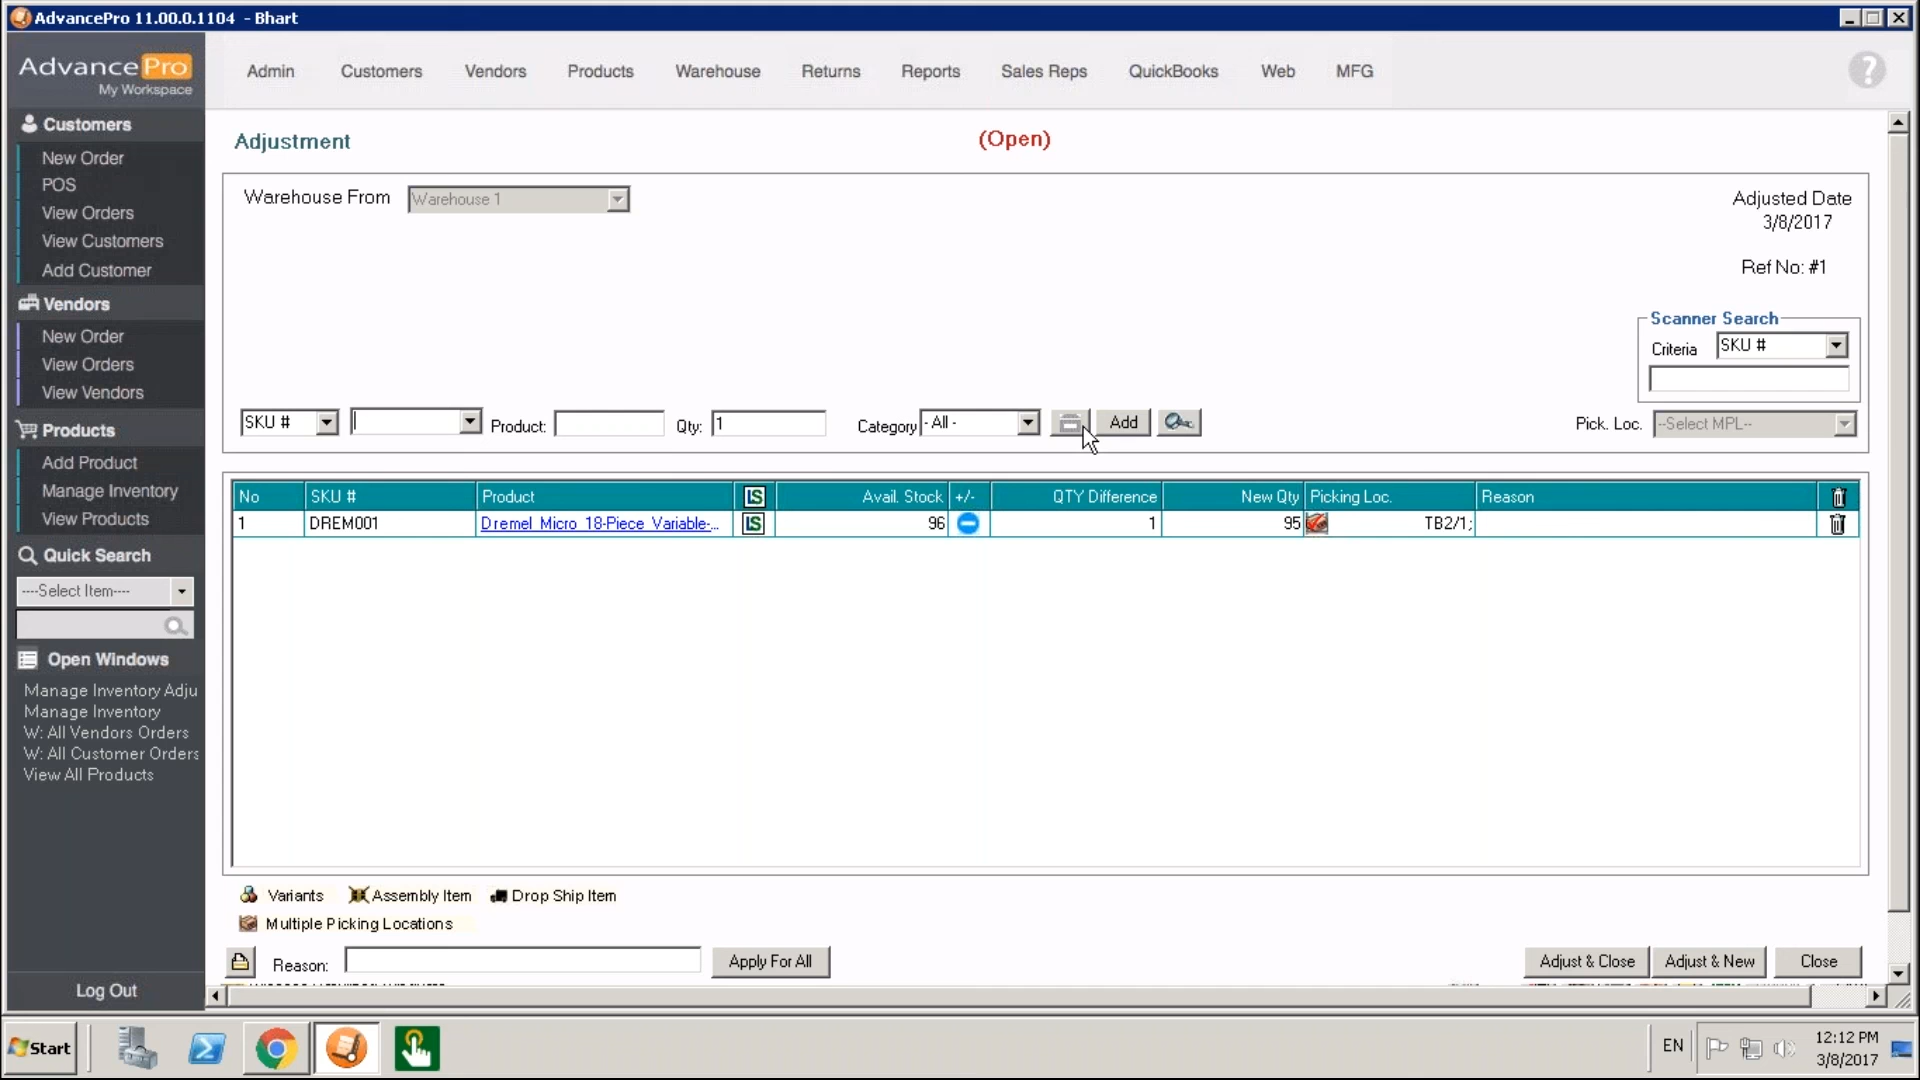 AdvancePro 11.00.0.1104 - Bhart
AdvancePro
My Workspace
Admin Customers Vendors Products Warehouse Returns Reports Sales Reps QuickBooks Web MFG
?
Customers
New Order
POS
View Orders
View Customers
Add Customer
Vendors
New Order
View Orders
View Vendors
Products
Add Product
Manage Inventory
View Products
Quick Search
----Select Item----
Open Windows
Manage Inventory Adju
Manage Inventory
W: All Vendors Orders
W: All Customer Orders
View All Products
Log Out
Adjustment (Open)
Warehouse From Warehouse 1
Adjusted Date
3/8/2017
Ref No: #1
Scanner Search
Criteria SKU #
SKU # Product: Qty: 1 Category - All - Add Pick. Loc. --Select MPL--
No SKU # Product LS Avail. Stock +/- QTY Difference New Qty Picking Loc. Reason
1 DREM001 Dremel Micro 18-Piece Variable-... LS 96 1 95 TB2/1;
Variants Assembly Item Drop Ship Item
Multiple Picking Locations
Reason: Apply For All Adjust & Close Adjust & New Close
Start EN 12:12 PM
3/8/2017